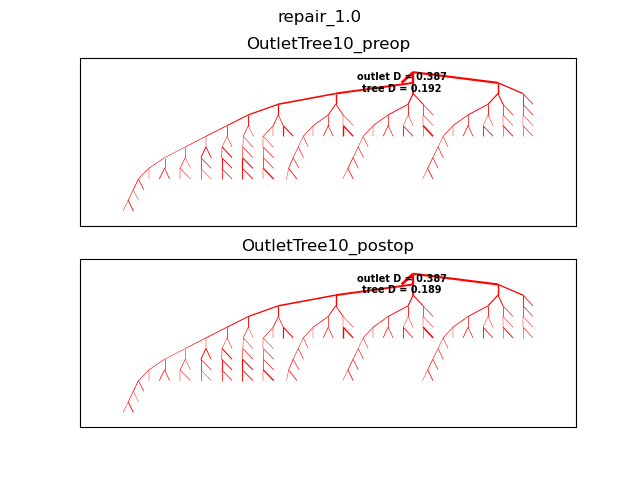 repair_1.0
OutletTree10_preop
outlet D = 0.387
tree D = 0.192
OutletTree10_postop
outlet D = 0.387
tree D = 0.189